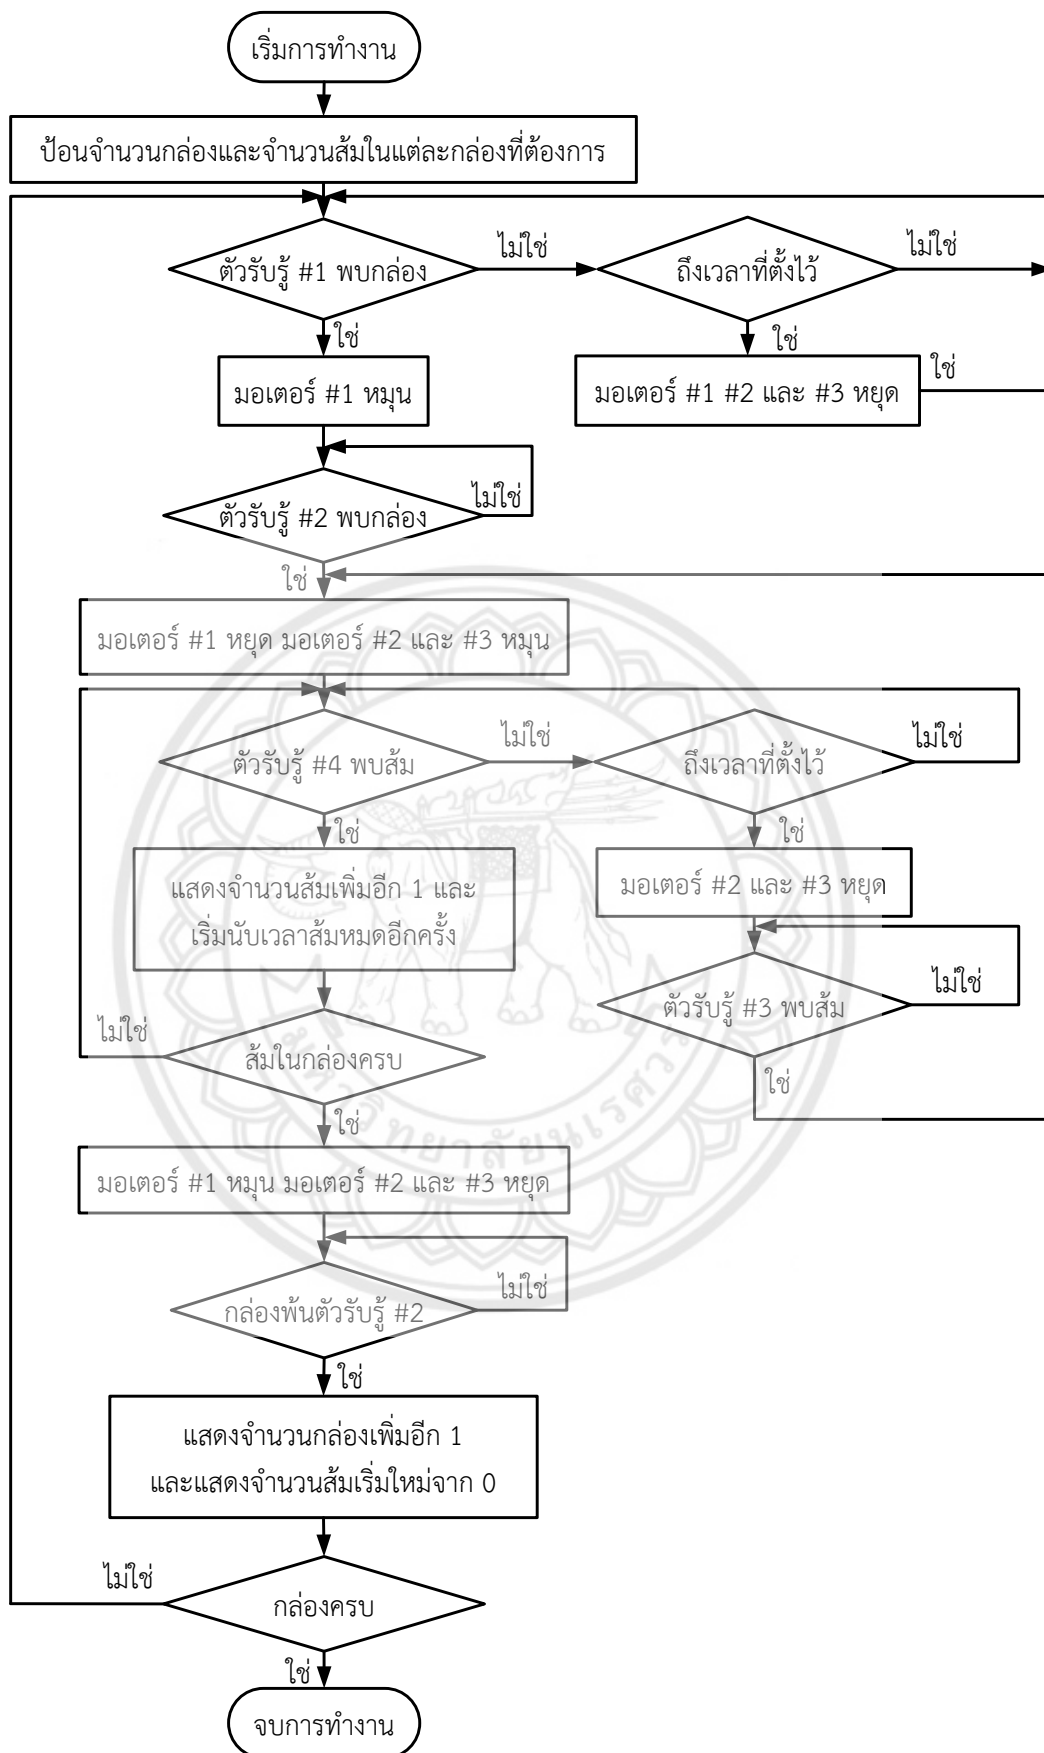 เริ่มการทำงาน
ป้อนจำนวนกล่องและจำนวนส้มในแต่ละกล่องที่ต้องการ
ตัวรับรู้ #1 พบกล่อง
ไม่ใช่
ถึงเวลาที่ตั้งไว้
ไม่ใช่
ใช่
ใช่
มอเตอร์ #1 หมุน
มอเตอร์ #1 #2 และ #3 หยุด
ใช่
ตัวรับรู้ #2 พบกล่อง
ไม่ใช่
ใช่
มอเตอร์ #1 หยุด มอเตอร์ #2 และ #3 หมุน
ตัวรับรู้ #4 พบส้ม
ไม่ใช่
ถึงเวลาที่ตั้งไว้
ไม่ใช่
ใช่
ใช่
แสดงจำนวนส้มเพิ่มอีก 1 และ
เริ่มนับเวลาส้มหมดอีกครั้ง
มอเตอร์ #2 และ #3 หยุด
ตัวรับรู้ #3 พบส้ม
ไม่ใช่
ไม่ใช่
ส้มในกล่องครบ
ใช่
ใช่
มหาวิทยาลัยนเรศวร
มอเตอร์ #1 หมุน มอเตอร์ #2 และ #3 หยุด
กล่องพ้นตัวรับรู้ #2
ไม่ใช่
ใช่
แสดงจำนวนกล่องเพิ่มอีก 1
และแสดงจำนวนส้มเริ่มใหม่จาก 0
ไม่ใช่
กล่องครบ
ใช่
จบการทำงาน